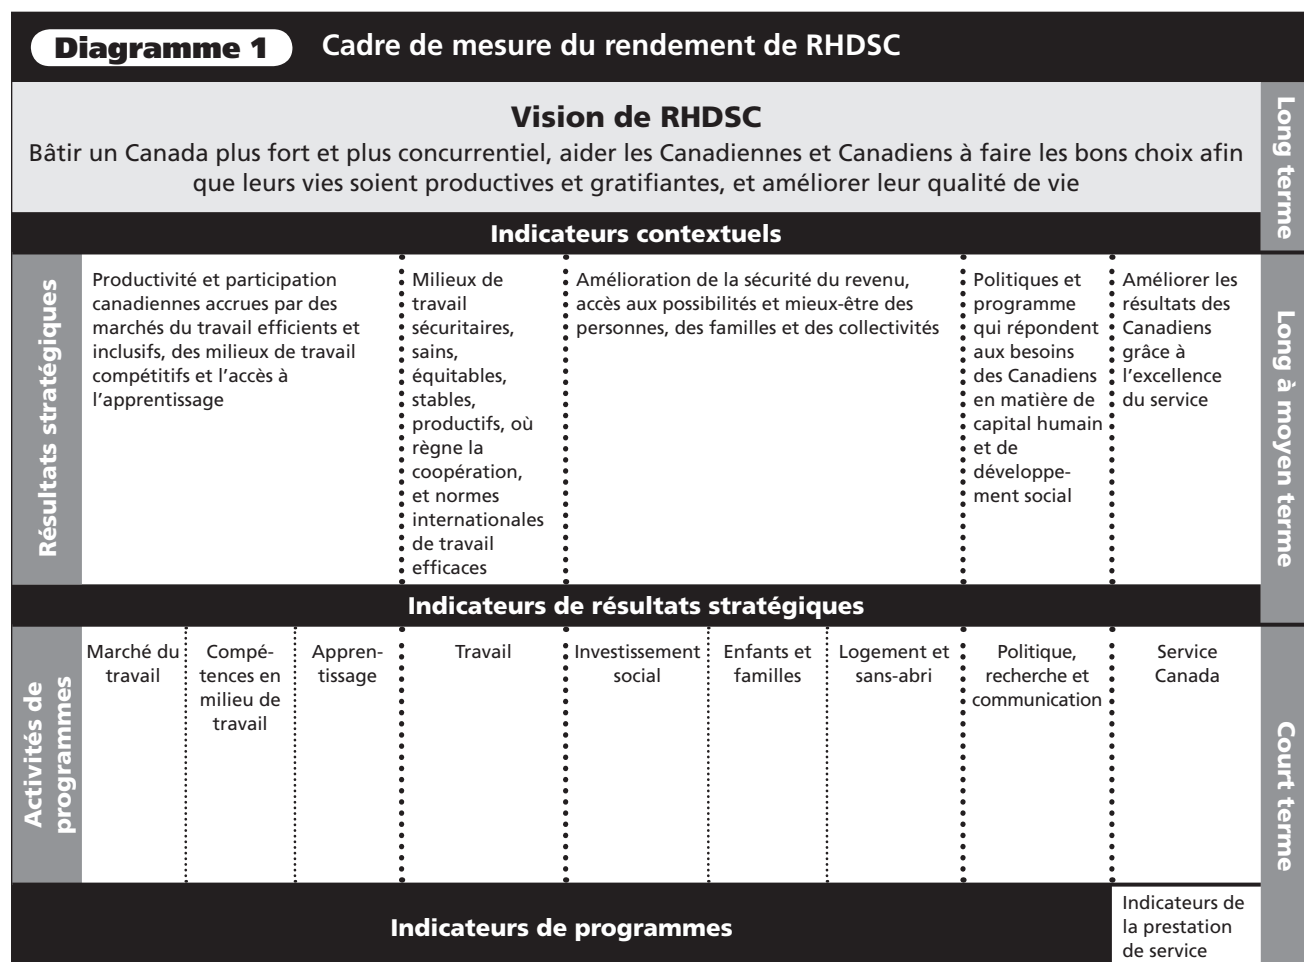 Diagramme 1 Cadre de mesure du rendement de RHDSC
Vision de RHDSC
Bâtir un Canada plus fort et plus concurrentiel, aider les Canadiennes et Canadiens à faire les bons choix afin
que leurs vies soient productives et gratifiantes, et améliorer leur qualité de vie
Long terme
Indicateurs contextuels
Résultats stratégiques
Productivité et participation
canadiennes accrues par des
marchés du travail efficients et
inclusifs, des milieux de travail
compétitifs et l'accès à
l'apprentissage
Milieux de
travail
sécuritaires,
sains,
équitables,
stables,
productifs, où
règne la
coopération,
et normes
internationales
de travail
efficaces
Amélioration de la sécurité du revenu,
accès aux possibilités et mieux-être des
personnes, des familles et des collectivités
Politiques et
programme
qui répondent
aux besoins
des Canadiens
en matière de
capital humain
et de
développe-
ment social
Améliorer les
résultats des
Canadiens
grâce à
l'excellence
du service
Long à moyen terme
Indicateurs de résultats stratégiques
Activités de
programmes
Marché du
travail
Compé-
tences en
milieu de
travail
Appren-
tissage
Travail
Investissement
social
Enfants et
familles
Logement et
sans-abri
Politique,
recherche et
communication
Service
Canada
Court terme
Indicateurs de programmes
Indicateurs de
la prestation
de service